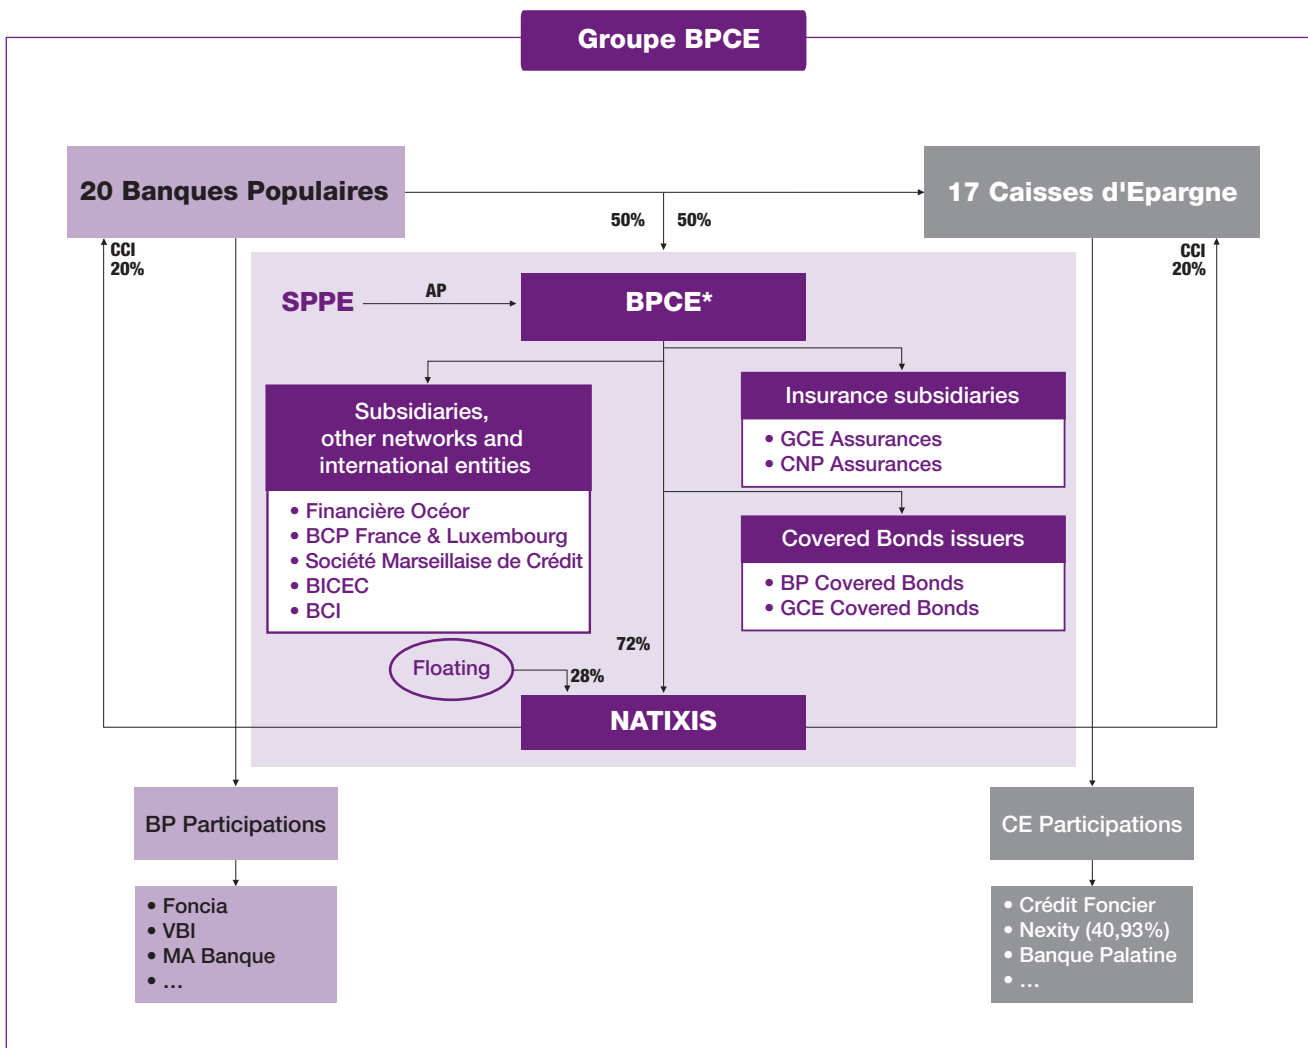 Groupe BPCE
20 Banques Populaires
17 Caisses d'Epargne
50%
50%
CCI
20%
CCI
20%
SPPE
AP
BPCE*
Subsidiaries,
other networks and
international entities
• Financière Océor
• BCP France & Luxembourg
• Société Marseillaise de Crédit
• BICEC
• BCI
Insurance subsidiaries
• GCE Assurances
• CNP Assurances
Covered Bonds issuers
• BP Covered Bonds
• GCE Covered Bonds
72%
Floating
28%
NATIXIS
BP Participations
• Foncia
• VBI
• MA Banque
• ...
CE Participations
• Crédit Foncier
• Nexity (40,93%)
• Banque Palatine
• ...